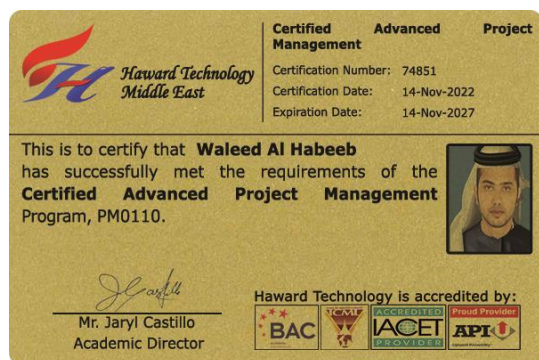 Haward Technology
Middle East
Certified Advanced Project
Management
Certification Number: 74851
Certification Date: 14-Nov-2022
Expiration Date: 14-Nov-2027
This is to certify that Waleed Al Habeeb
has successfully met the requirements of the
Certified Advanced Project Management
Program, PM0110.
Mr. Jaryl Castillo
Academic Director
Haward Technology is accredited by:
BAC
TCMI
ACCREDITED
IACET
PROVIDER
Proud Provider
API U